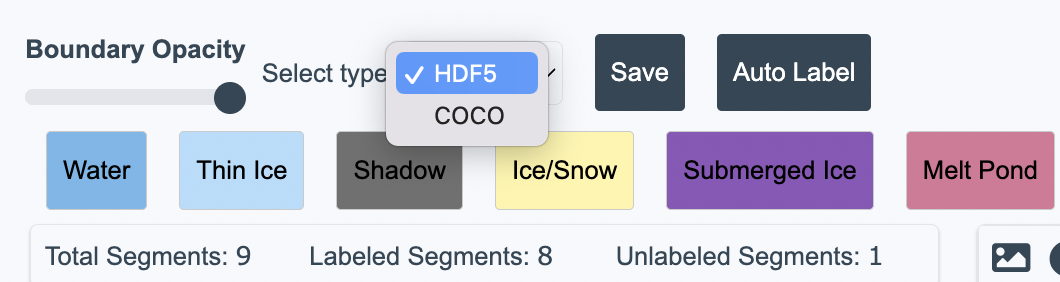 Boundary Opacity
Select type
HDF5
COCO
Save
Auto Label
Water
Thin Ice
Shadow
Ice/Snow
Submerged Ice
Melt Pond
Total Segments: 9
Labeled Segments: 8
Unlabeled Segments: 1